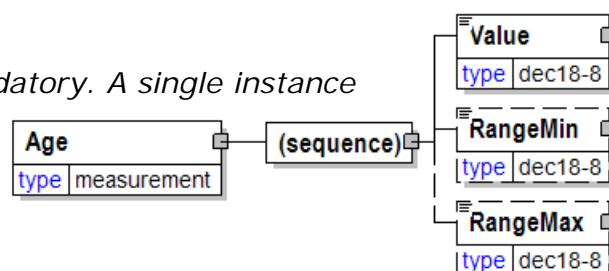 Value
type dec18-8
datory. A single instance
RangeMin
type dec18-8
Age
type measurement
(sequence)
RangeMax
type dec18-8